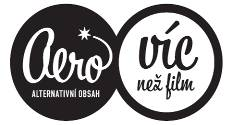 Aero
ALTERNATIVNÍ OBSAH
víc
než film